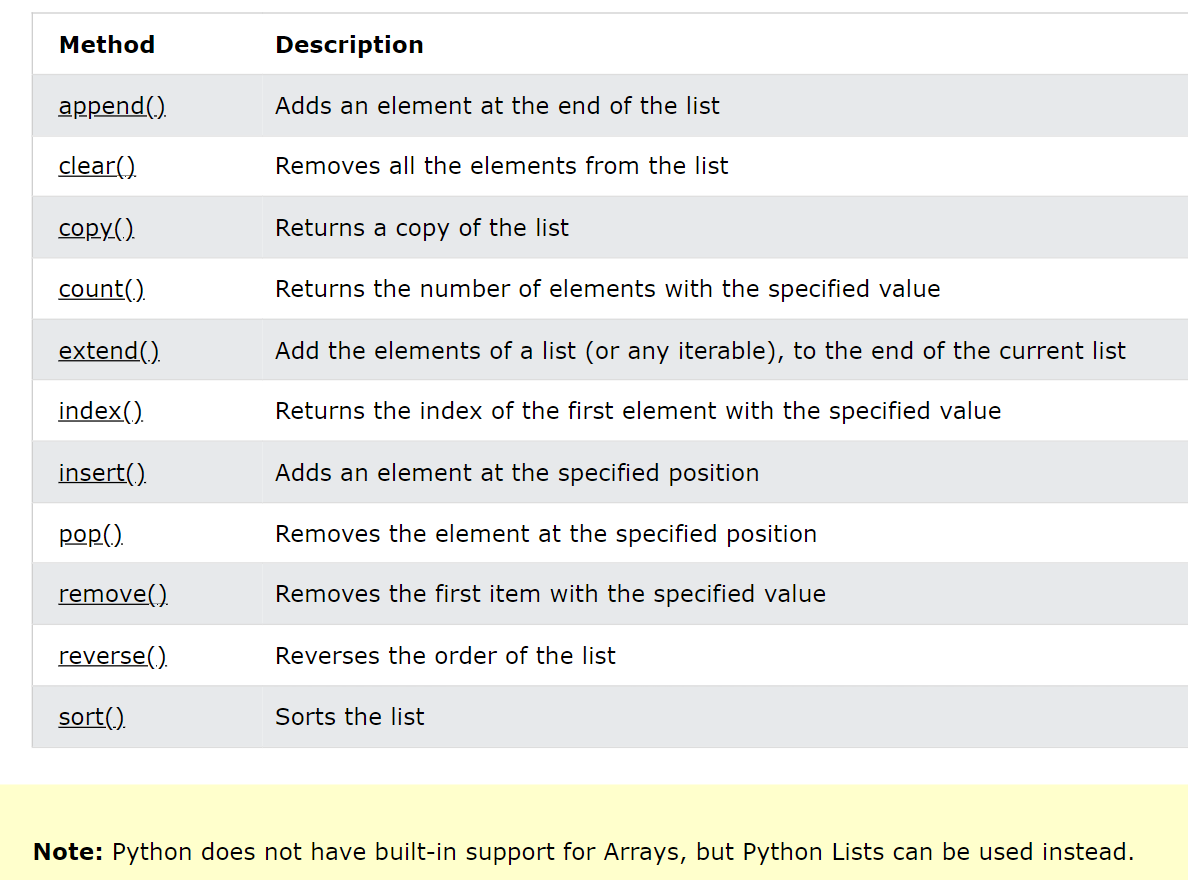 Method Description
append() Adds an element at the end of the list
clear() Removes all the elements from the list
copy() Returns a copy of the list
count() Returns the number of elements with the specified value
extend() Add the elements of a list (or any iterable), to the end of the current list
index() Returns the index of the first element with the specified value
insert() Adds an element at the specified position
pop() Removes the element at the specified position
remove() Removes the first item with the specified value
reverse() Reverses the order of the list
sort() Sorts the list
Note: Python does not have built-in support for Arrays, but Python Lists can be used instead.